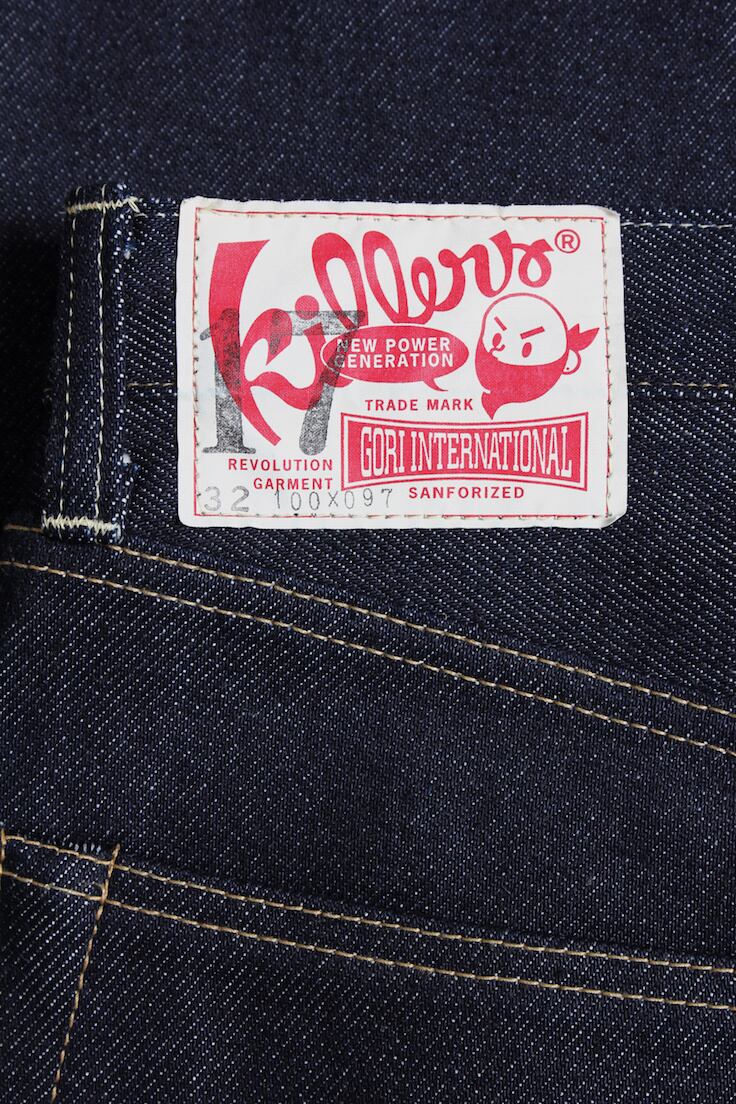 killers®
17
NEW POWER
GENERATION
TRADE MARK
GORI INTERNATIONAL
REVOLUTION
GARMENT
SANFORIZED
32 100X097